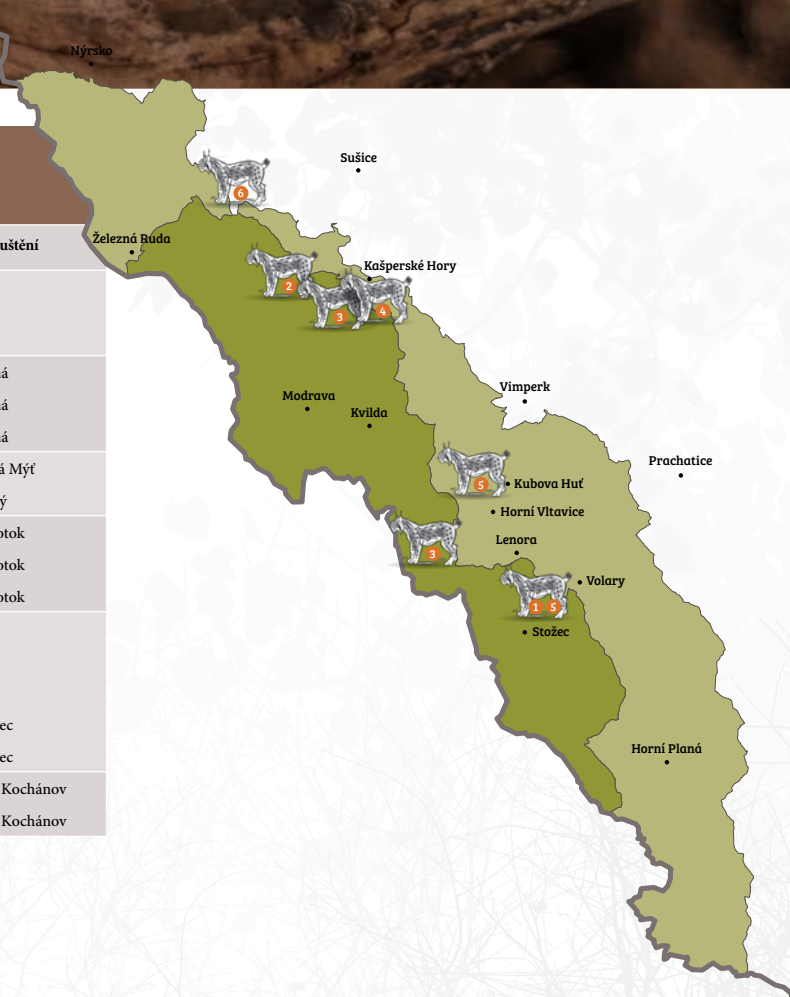 Nýrsko
Sušice
6
uštění
Železná Ruda
Kašperské Hory
2
3
4
á
á
á
Vimperk
Modrava
Kvilda
Prachatice
á Mýť
ý
5
Kubova Huť
Horní Vltavice
otok
otok
otok
Lenora
3
Volary
1 5
Stožec
ec
ec
Horní Planá
Kochánov
Kochánov